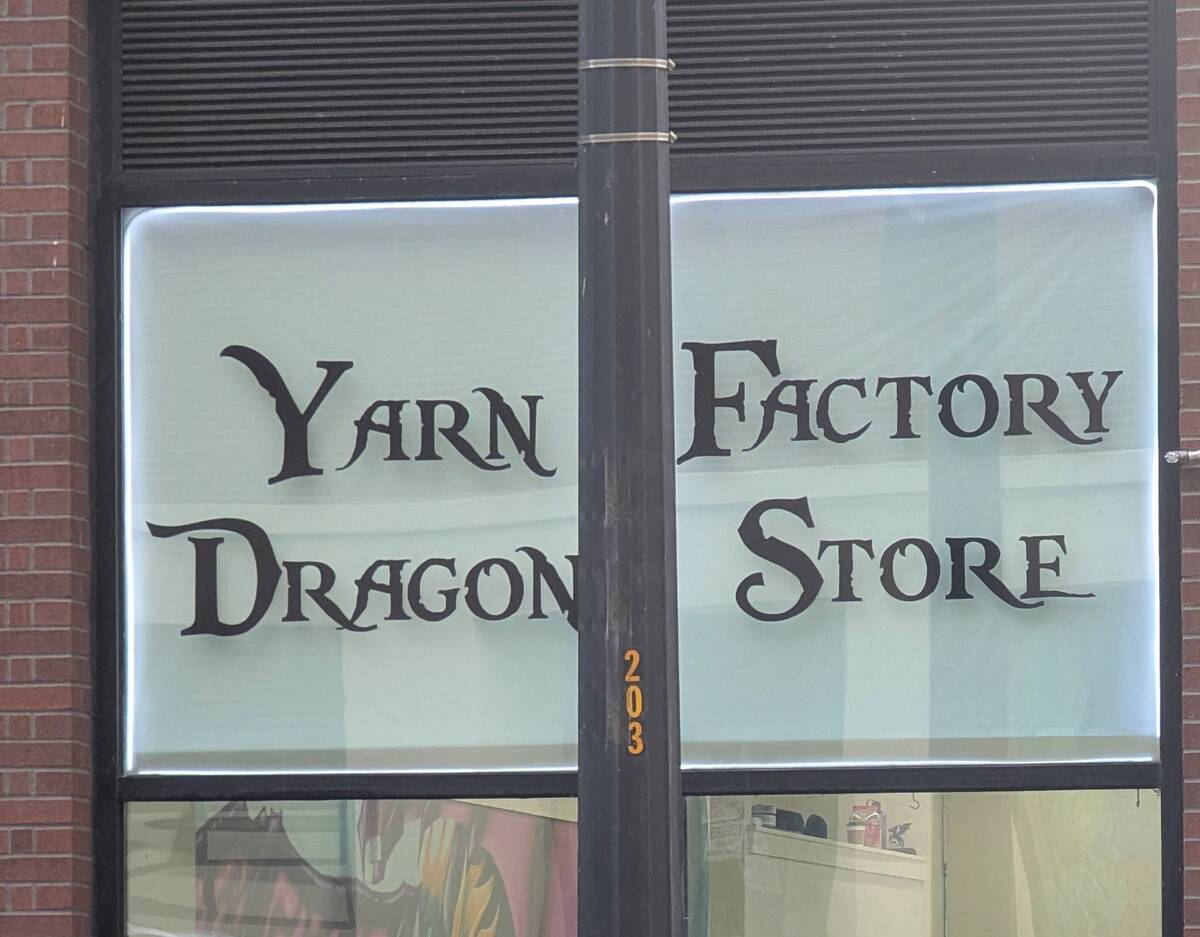 Yarn Factory
Dragon Store
203